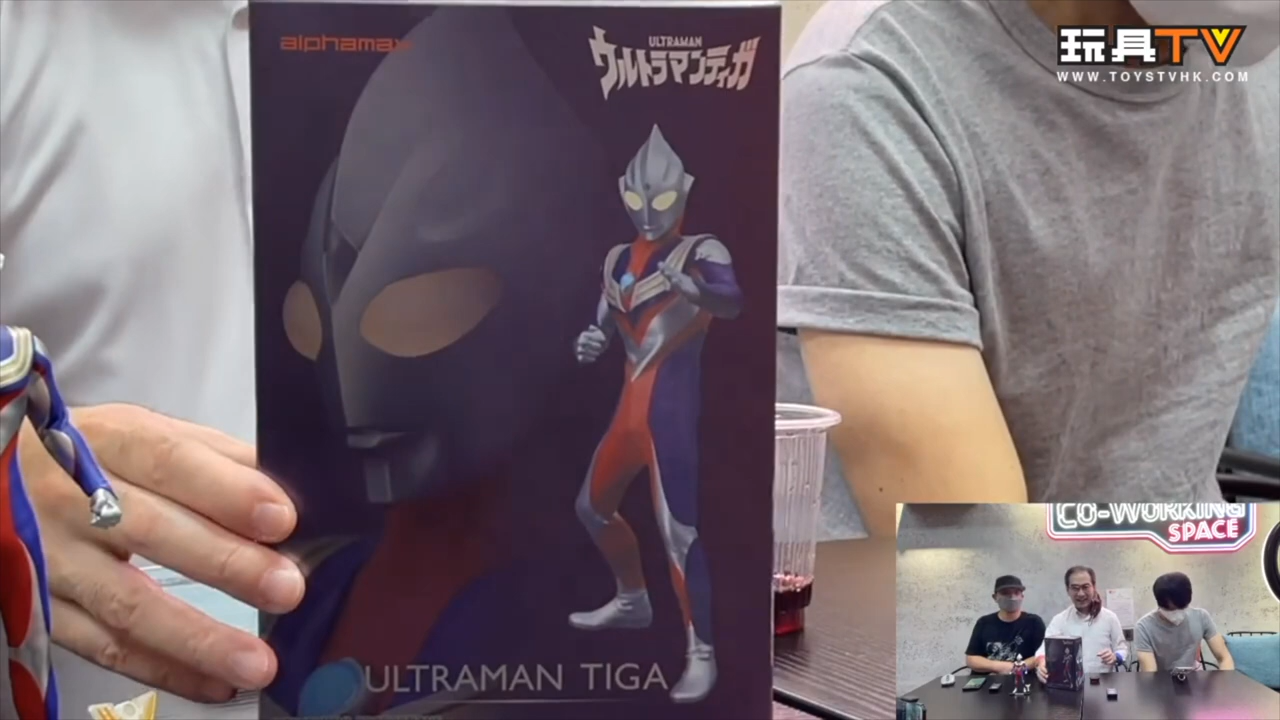 alphamax
ULTRAMAN
ウルトラマンティガ
玩具TV
WWW.TOYSTVHK.COM
ULTRAMAN TIGA
CO-WORKING
SPACE